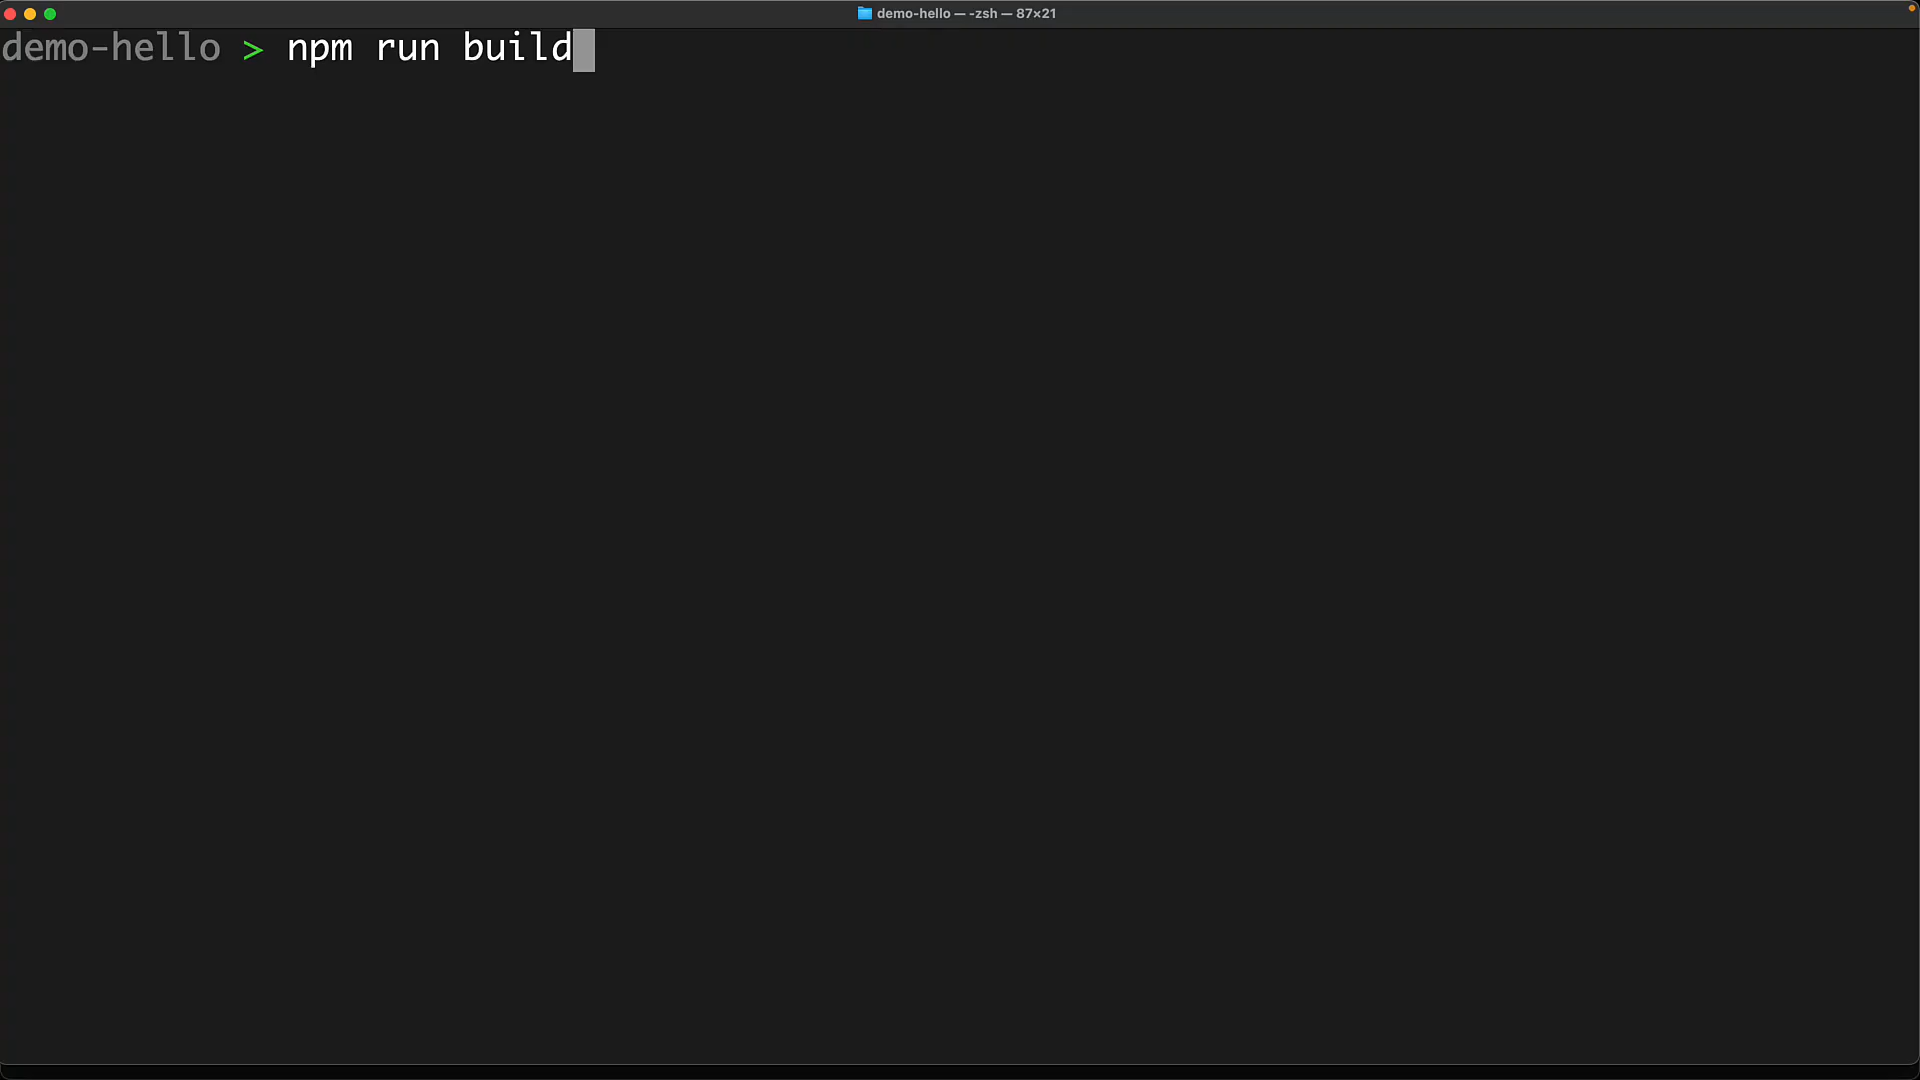 demo-hello — -zsh — 87×21
demo-hello > npm run build